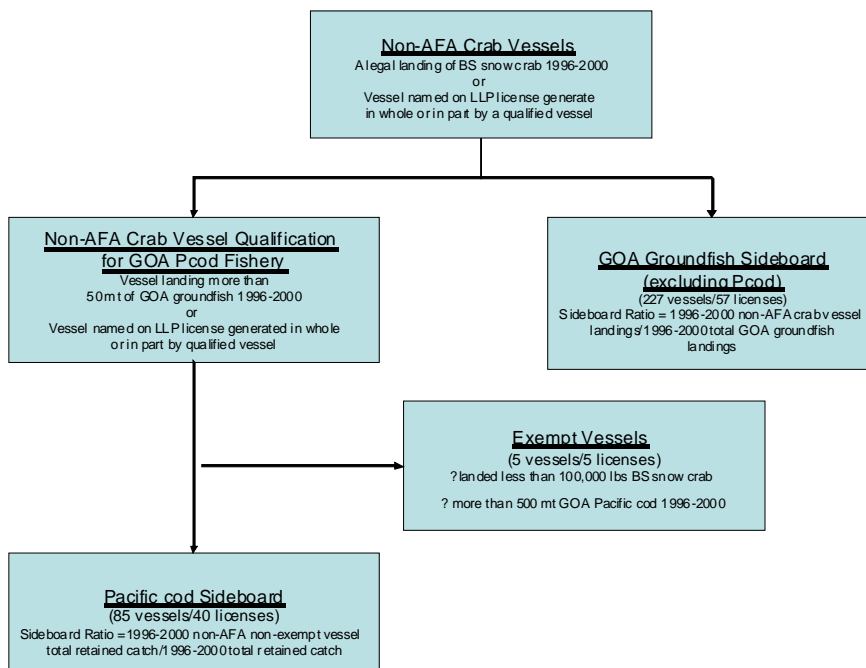 Non-AFA Crab Vessels
A legal landing of BS snow crab 1996-2000
or
Vessel named on LLP license generate
in whole or in part by a qualified vessel
Non-AFA Crab Vessel Qualification
for GOA Pcod Fishery
Vessel landing more than
50 mt of GOA groundfish 1996-2000
or
Vessel named on LLP license generated in whole
or in part by qualified vessel
GOA Groundfish Sideboard
(excluding Pcod)
(227 vessels/57 licenses)
Sideboard Ratio = 1996-2000 non-AFA crab vessel
landings/1996-2000 total GOA groundfish
landings
Exempt Vessels
(5 vessels/5 licenses)
?landed less than 100,000 lbs BS snow crab
? more than 500 mt GOA Pacific cod 1996-2000
Pacific cod Sideboard
(85 vessels/40 licenses)
Sideboard Ratio = 1996-2000 non-AFA non-exempt vessel
total retained catch/1996-2000 total retained catch